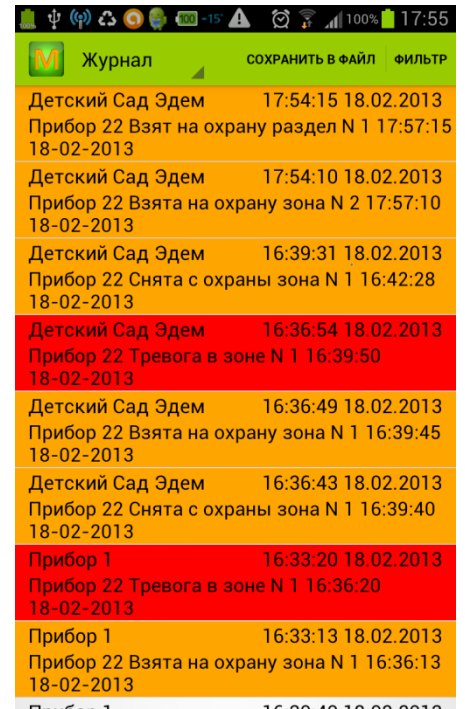 100% 100 -15° 100% 17:55
M Журнал СОХРАНИТЬ В ФАЙЛ ФИЛЬТР
Детский Сад Эдем 17:54:15 18.02.2013
Прибор 22 Взят на охрану раздел N 1 17:57:15
18-02-2013
Детский Сад Эдем 17:54:10 18.02.2013
Прибор 22 Взята на охрану зона N 2 17:57:10
18-02-2013
Детский Сад Эдем 16:39:31 18.02.2013
Прибор 22 Снята с охраны зона N 1 16:42:28
18-02-2013
Детский Сад Эдем 16:36:54 18.02.2013
Прибор 22 Тревога в зоне N 1 16:39:50
18-02-2013
Детский Сад Эдем 16:36:49 18.02.2013
Прибор 22 Взята на охрану зона N 1 16:39:45
18-02-2013
Детский Сад Эдем 16:36:43 18.02.2013
Прибор 22 Снята с охраны зона N 1 16:39:40
18-02-2013
Прибор 1 16:33:20 18.02.2013
Прибор 22 Тревога в зоне N 1 16:36:20
18-02-2013
Прибор 1 16:33:13 18.02.2013
Прибор 22 Взята на охрану зона N 1 16:36:13
18-02-2013